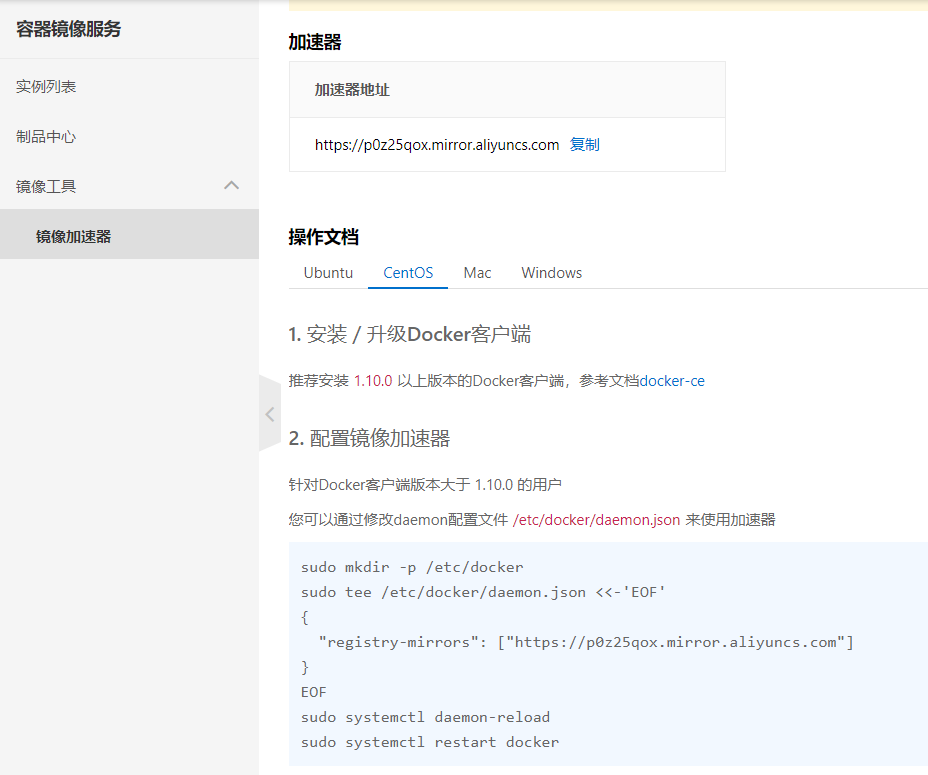 容器镜像服务
实例列表
制品中心
镜像工具
镜像加速器
加速器
加速器地址
https://p0z25qox.mirror.aliyuncs.com 复制
操作文档
Ubuntu CentOS Mac Windows
1. 安装 / 升级Docker客户端
推荐安装 1.10.0 以上版本的Docker客户端，参考文档docker-ce
2. 配置镜像加速器
针对Docker客户端版本大于 1.10.0 的用户
您可以通过修改daemon配置文件 /etc/docker/daemon.json 来使用加速器
sudo mkdir -p /etc/docker
sudo tee /etc/docker/daemon.json <<-'EOF'
{
  "registry-mirrors": ["https://p0z25qox.mirror.aliyuncs.com"]
}
EOF
sudo systemctl daemon-reload
sudo systemctl restart docker